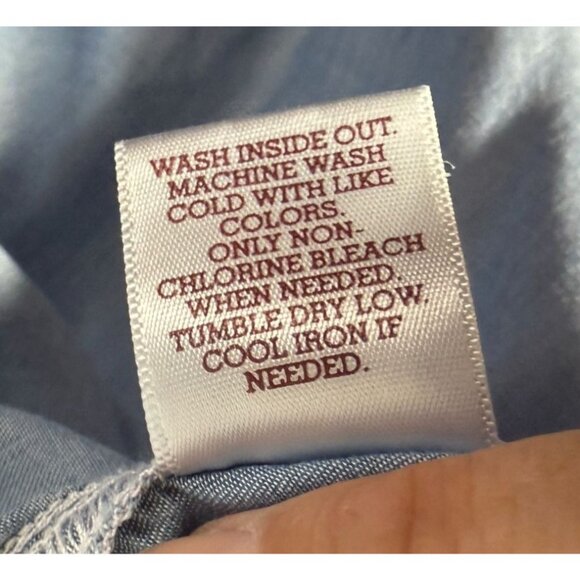 WASH INSIDE OUT.
MACHINE WASH
COLD WITH LIKE
COLORS.
ONLY NON-
CHLORINE BLEACH
WHEN NEEDED.
TUMBLE DRY LOW.
COOL IRON IF
NEEDED.